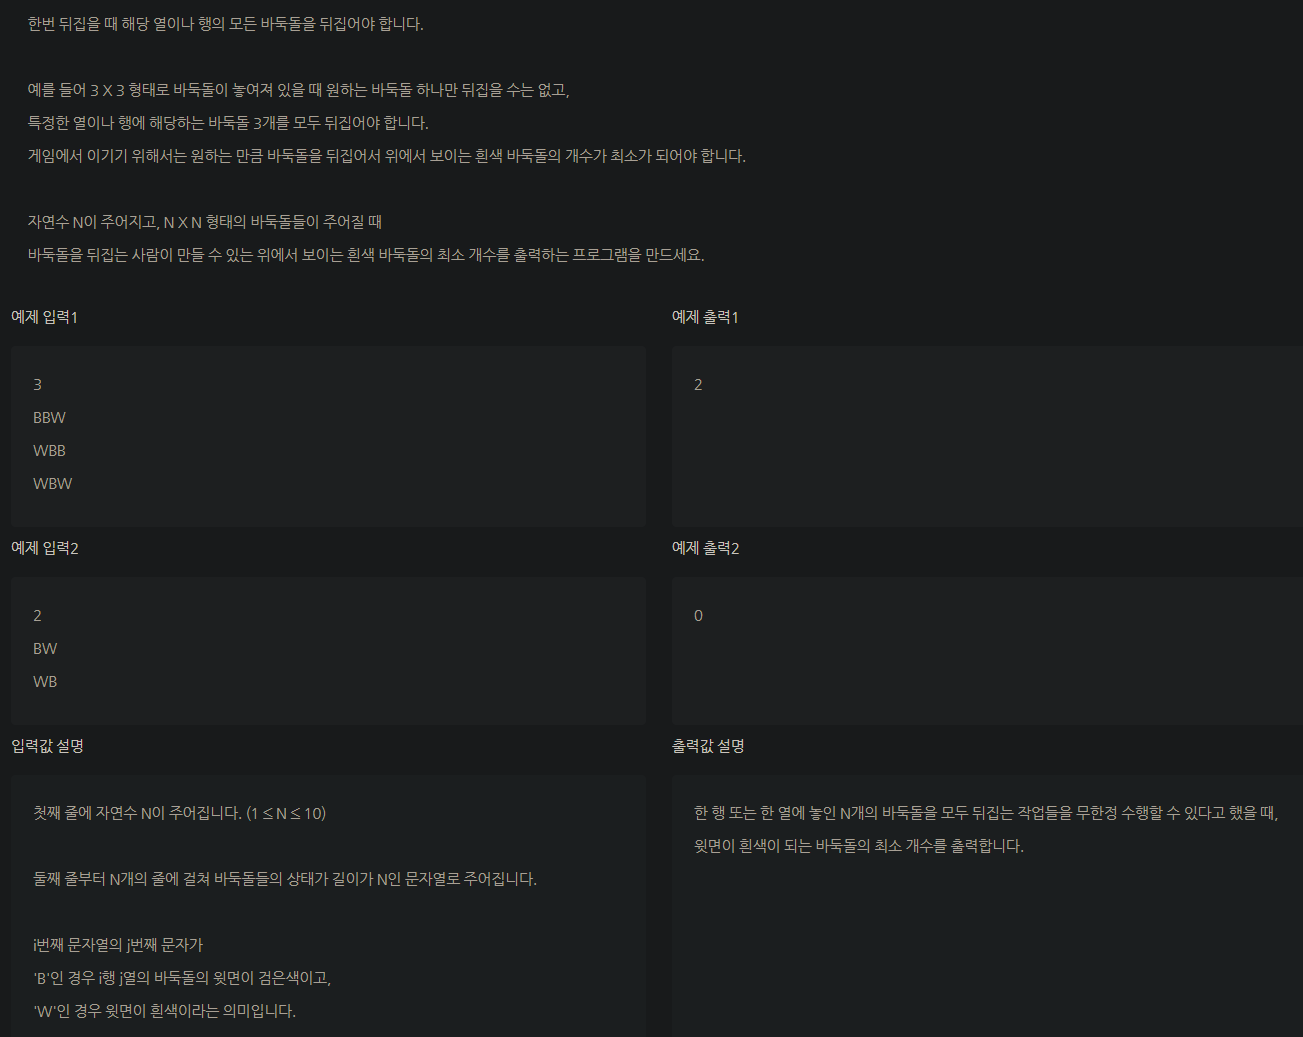 한번 뒤집을 때 해당 열이나 행의 모든 바둑돌을 뒤집어야 합니다.
예를 들어 3 X 3 형태로 바둑돌이 놓여져 있을 때 원하는 바둑돌 하나만 뒤집을 수는 없고,
특정한 열이나 행에 해당하는 바둑돌 3개를 모두 뒤집어야 합니다.
게임에서 이기기 위해서는 원하는 만큼 바둑돌을 뒤집어서 위에서 보이는 흰색 바둑돌의 개수가 최소가 되어야 합니다.
자연수 N이 주어지고, N X N 형태의 바둑돌들이 주어질 때
바둑돌을 뒤집는 사람이 만들 수 있는 위에서 보이는 흰색 바둑돌의 최소 개수를 출력하는 프로그램을 만드세요.
예제 입력1
3
BBW
WBB
WBW
예제 출력1
2
예제 입력2
2
BW
WB
예제 출력2
0
입력값 설명
첫째 줄에 자연수 N이 주어집니다. (1 ≤ N ≤ 10)
둘째 줄부터 N개의 줄에 걸쳐 바둑돌들의 상태가 길이가 N인 문자열로 주어집니다.
i번째 문자열의 j번째 문자가
'B'인 경우 i행 j열의 바둑돌의 윗면이 검은색이고,
'W'인 경우 윗면이 흰색이라는 의미입니다.
출력값 설명
한 행 또는 한 열에 놓인 N개의 바둑돌을 모두 뒤집는 작업들을 무한정 수행할 수 있다고 했을 때,
윗면이 흰색이 되는 바둑돌의 최소 개수를 출력합니다.